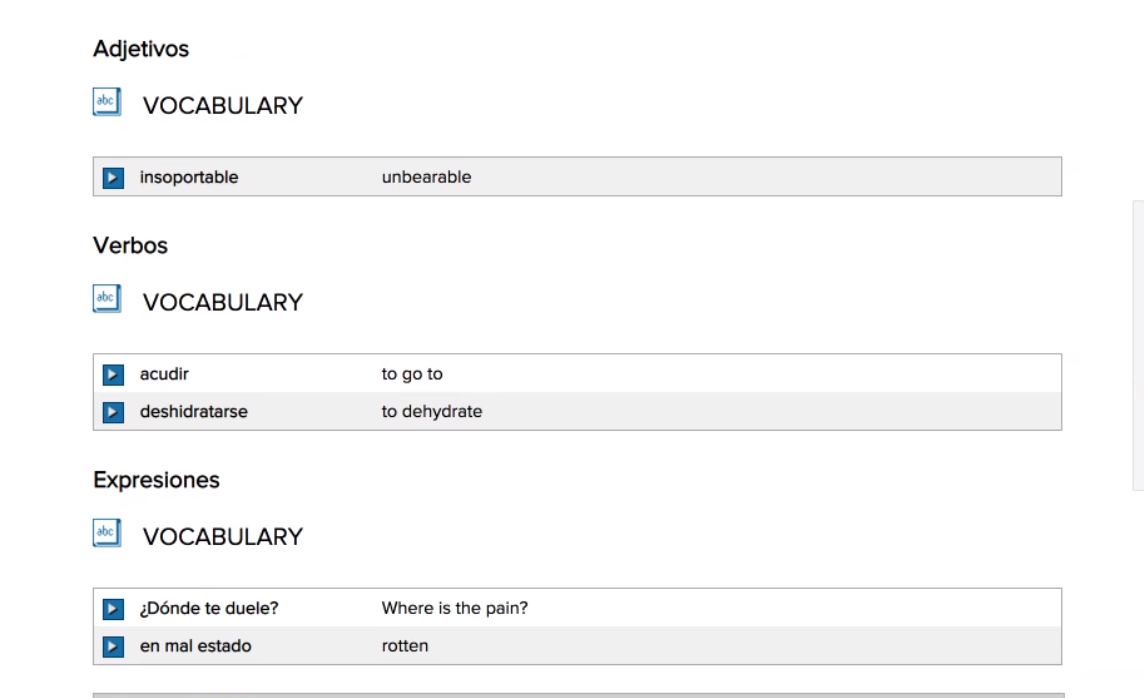 Adjetivos
abc VOCABULARY
insoportable unbearable
Verbos
abc VOCABULARY
acudir to go to
deshidratarse to dehydrate
Expresiones
abc VOCABULARY
¿Dónde te duele? Where is the pain?
en mal estado rotten